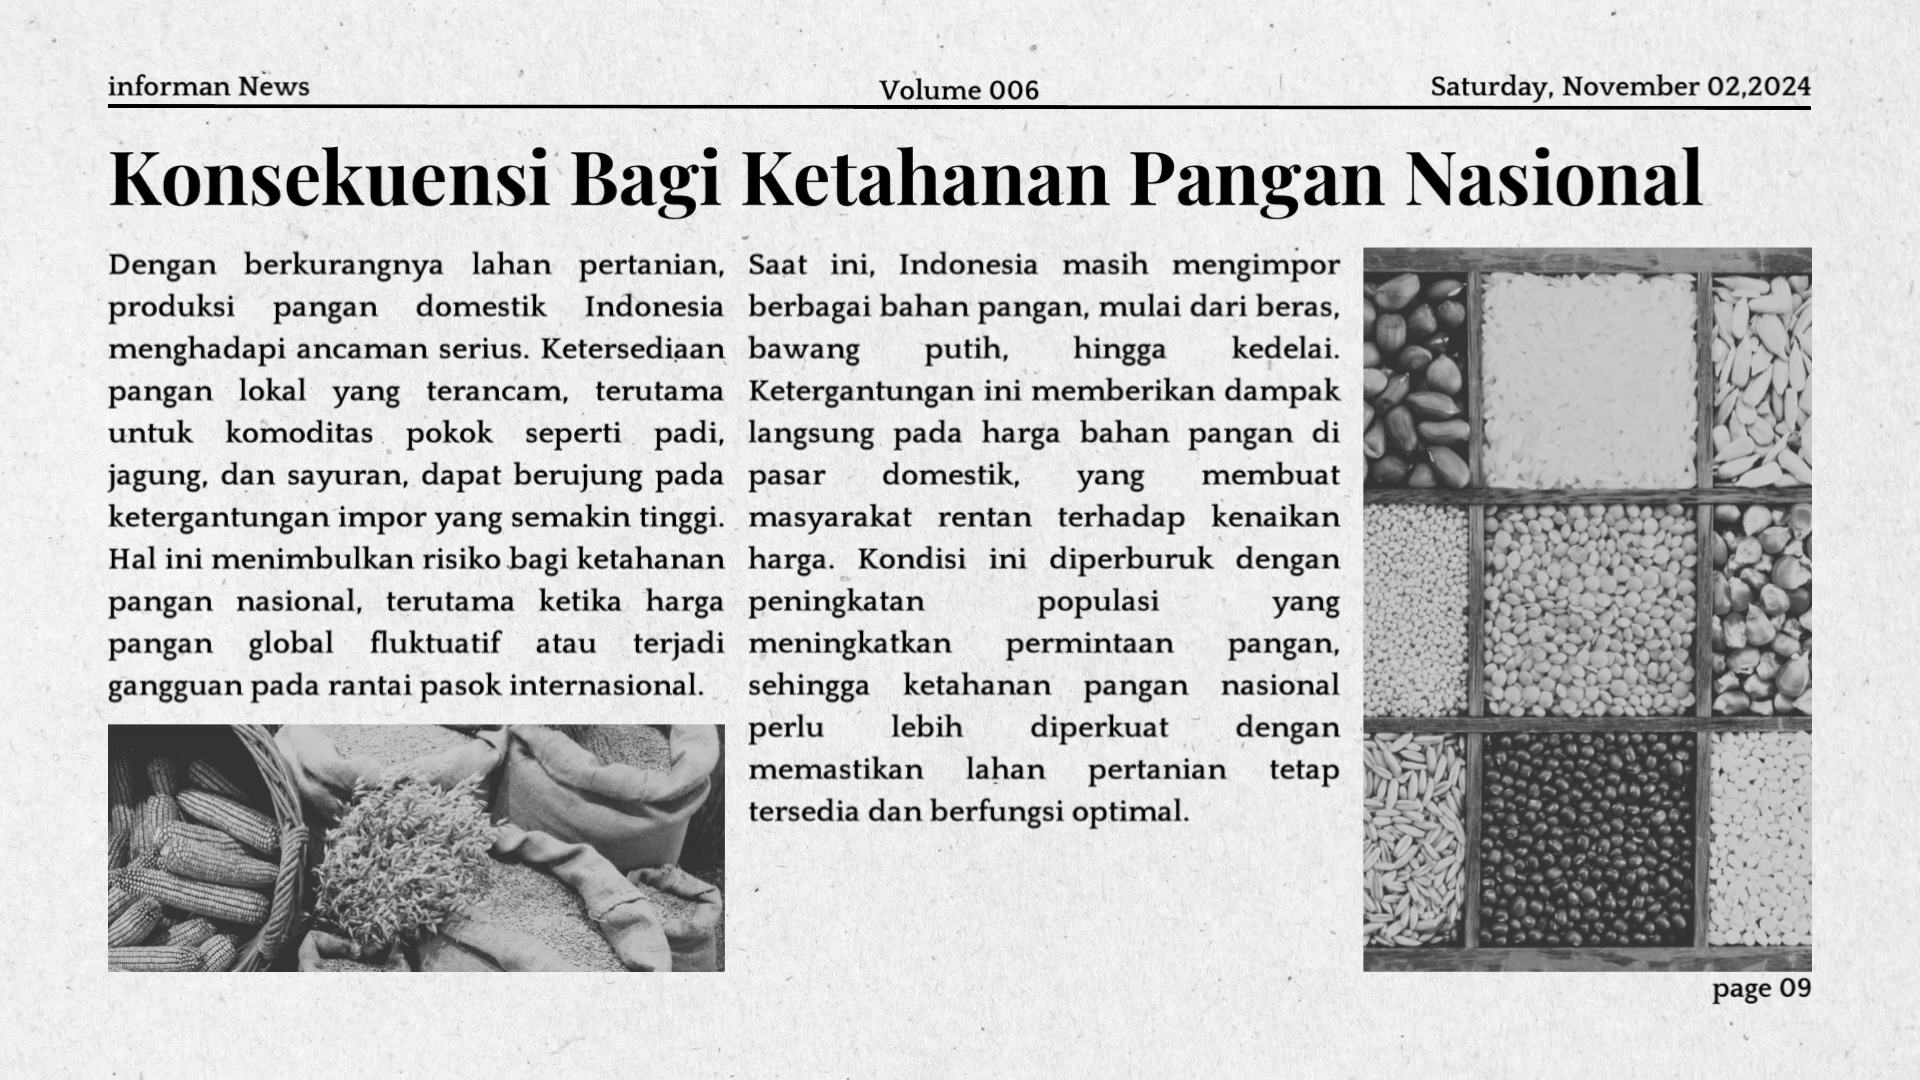 informan News
Volume 006
Saturday, November 02,2024
Konsekuensi Bagi Ketahanan Pangan Nasional
Dengan berkurangnya lahan pertanian,
produksi pangan domestik Indonesia
menghadapi ancaman serius. Ketersediaan
pangan lokal yang terancam, terutama
untuk komoditas pokok seperti padi,
jagung, dan sayuran, dapat berujung pada
ketergantungan impor yang semakin tinggi.
Hal ini menimbulkan risiko bagi ketahanan
pangan nasional, terutama ketika harga
pangan global fluktuatif atau terjadi
gangguan pada rantai pasok internasional.
Saat ini, Indonesia masih mengimpor
berbagai bahan pangan, mulai dari beras,
bawang putih, hingga kedelai.
Ketergantungan ini memberikan dampak
langsung pada harga bahan pangan di
pasar domestik, yang membuat
masyarakat rentan terhadap kenaikan
harga. Kondisi ini diperburuk dengan
peningkatan populasi yang
meningkatkan permintaan pangan,
sehingga ketahanan pangan nasional
perlu lebih diperkuat dengan
memastikan lahan pertanian tetap
tersedia dan berfungsi optimal.
page 09